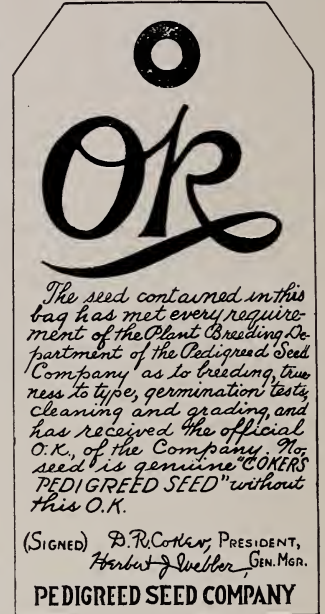 OK
The seed contained in this
bag has met every require-
ment of the Plant Breeding De-
partment of the Pedigreed Seed
Company as to breeding, true-
ness to type, germination tests,
cleaning and grading, and
has received the official
O.K., of the Company. No
seed is genuine "COKERS
PEDIGREED SEED" without
this O.K.
(SIGNED) D.R. Coker, PRESIDENT,
Herbert J Webber, GEN. MGR.
PEDIGREED SEED COMPANY